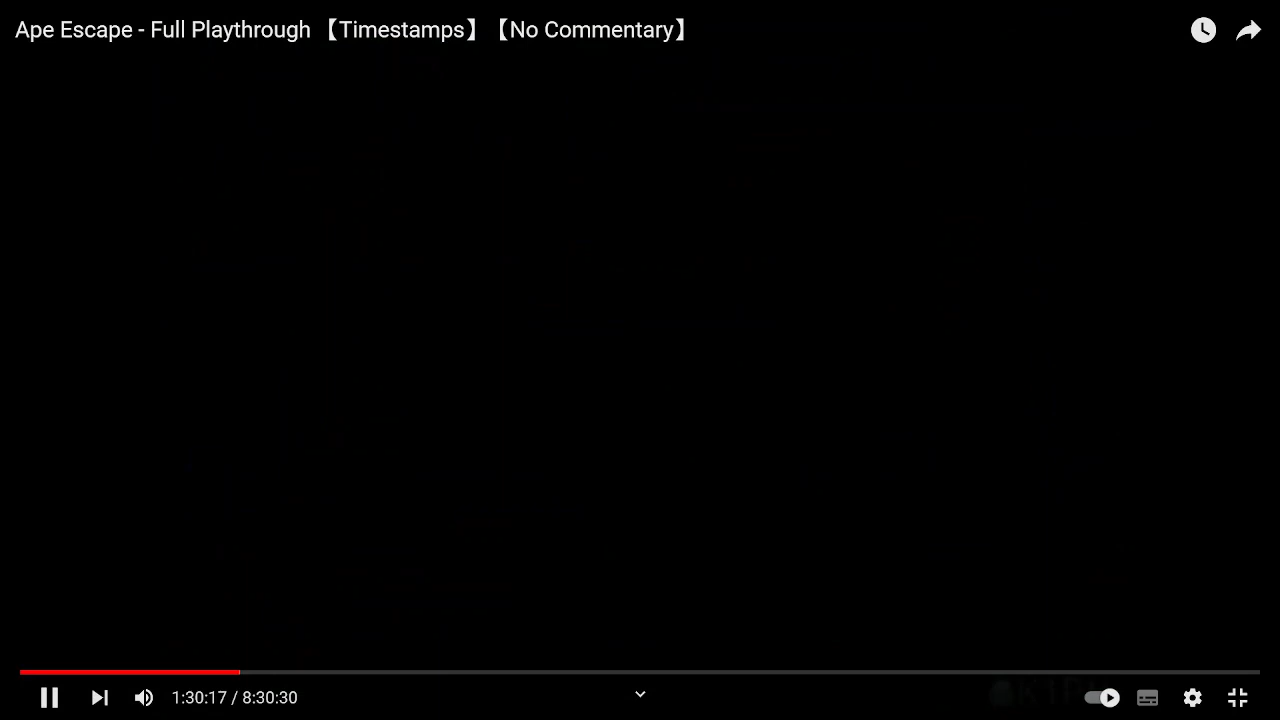 Ape Escape - Full Playthrough 【Timestamps】【No Commentary】
1:30:17 / 8:30:30